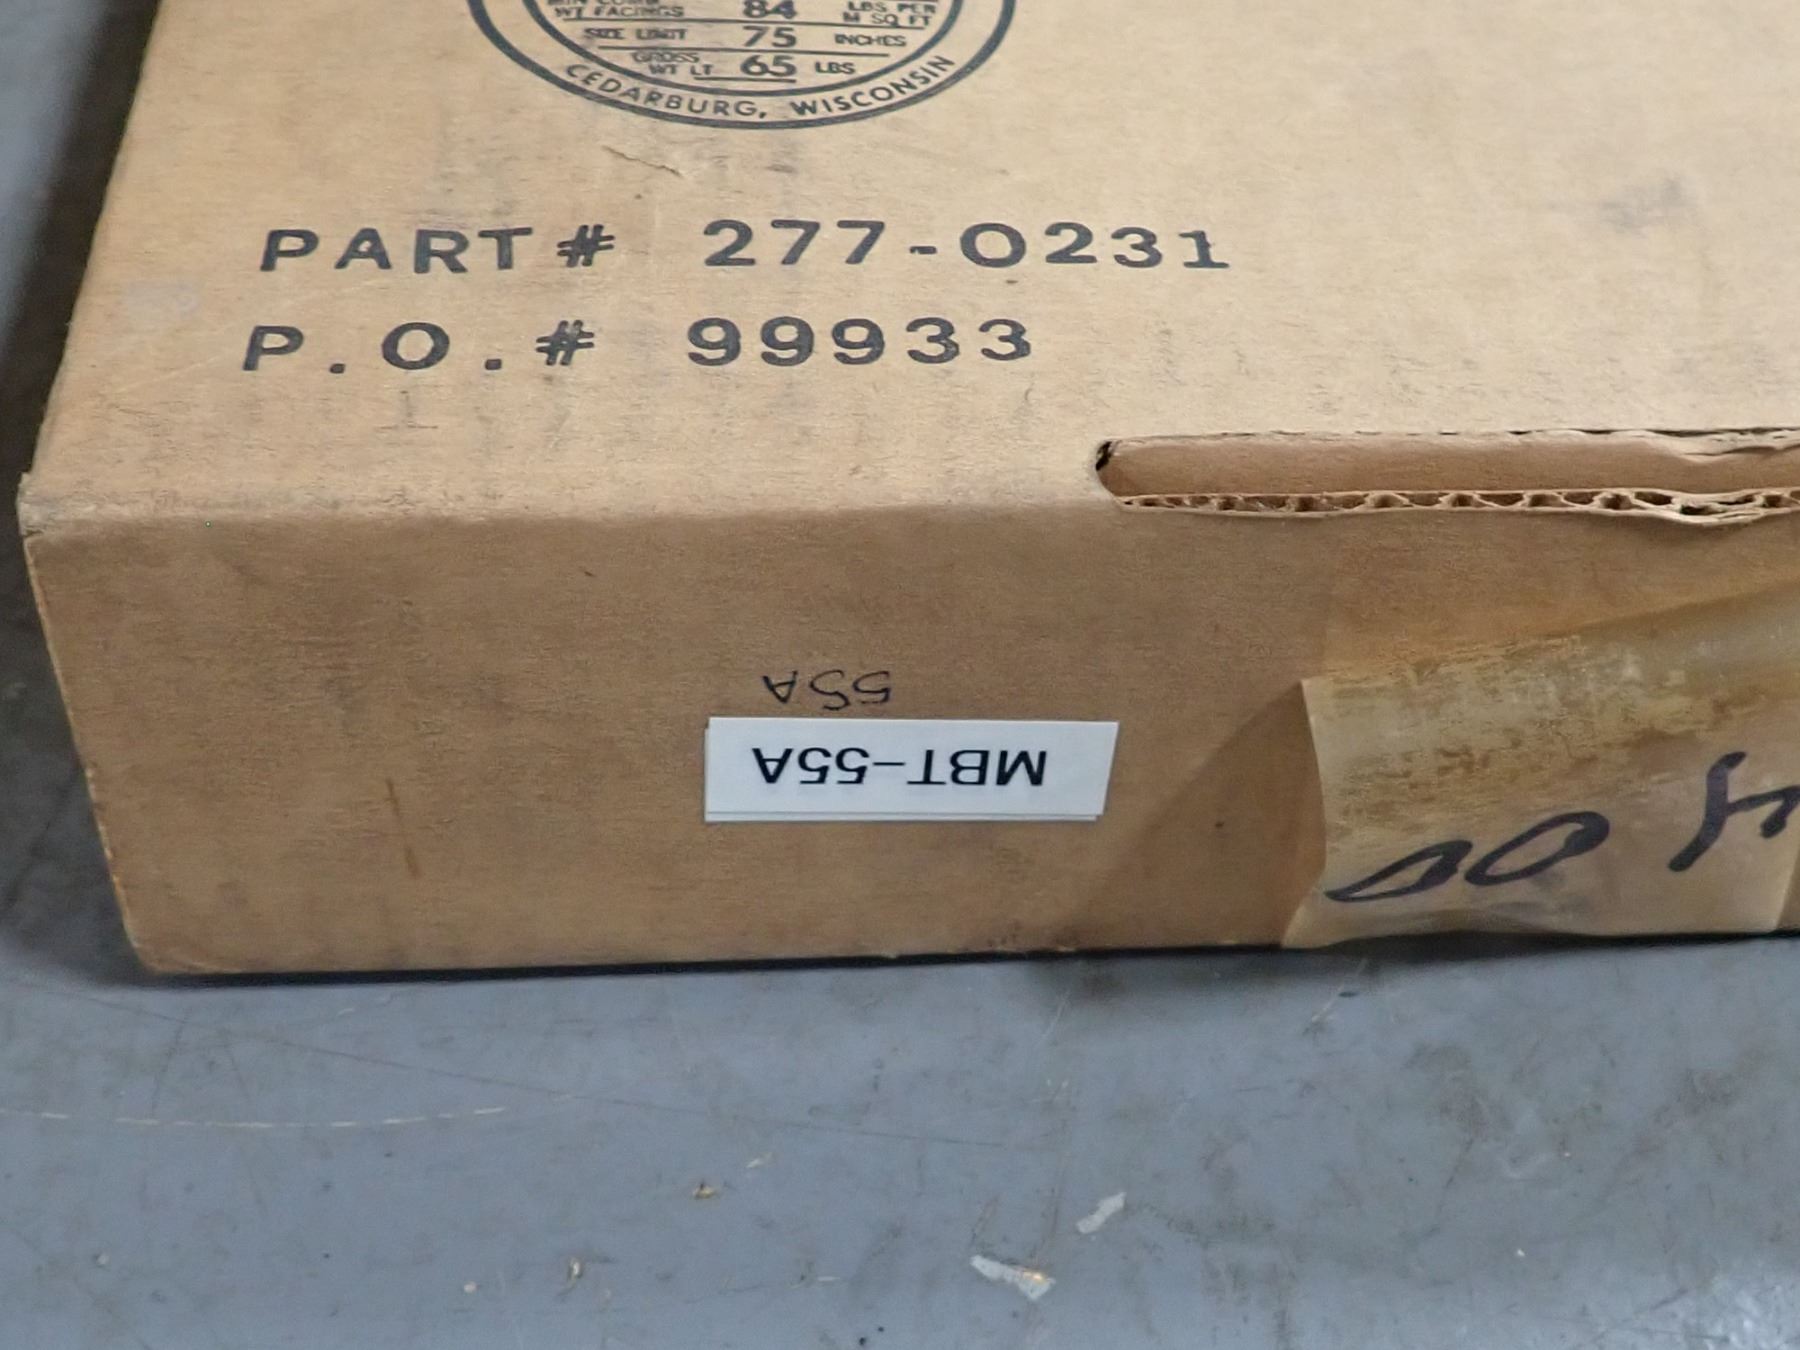 WT FACINGS 84 LBS PER M SQ FT
SIZE LIMIT 75 INCHES
GROSS WT LT 65 LBS
CEDARBURG, WISCONSIN
PART# 277-0231
P.O.# 99933
55A
MBT-55A